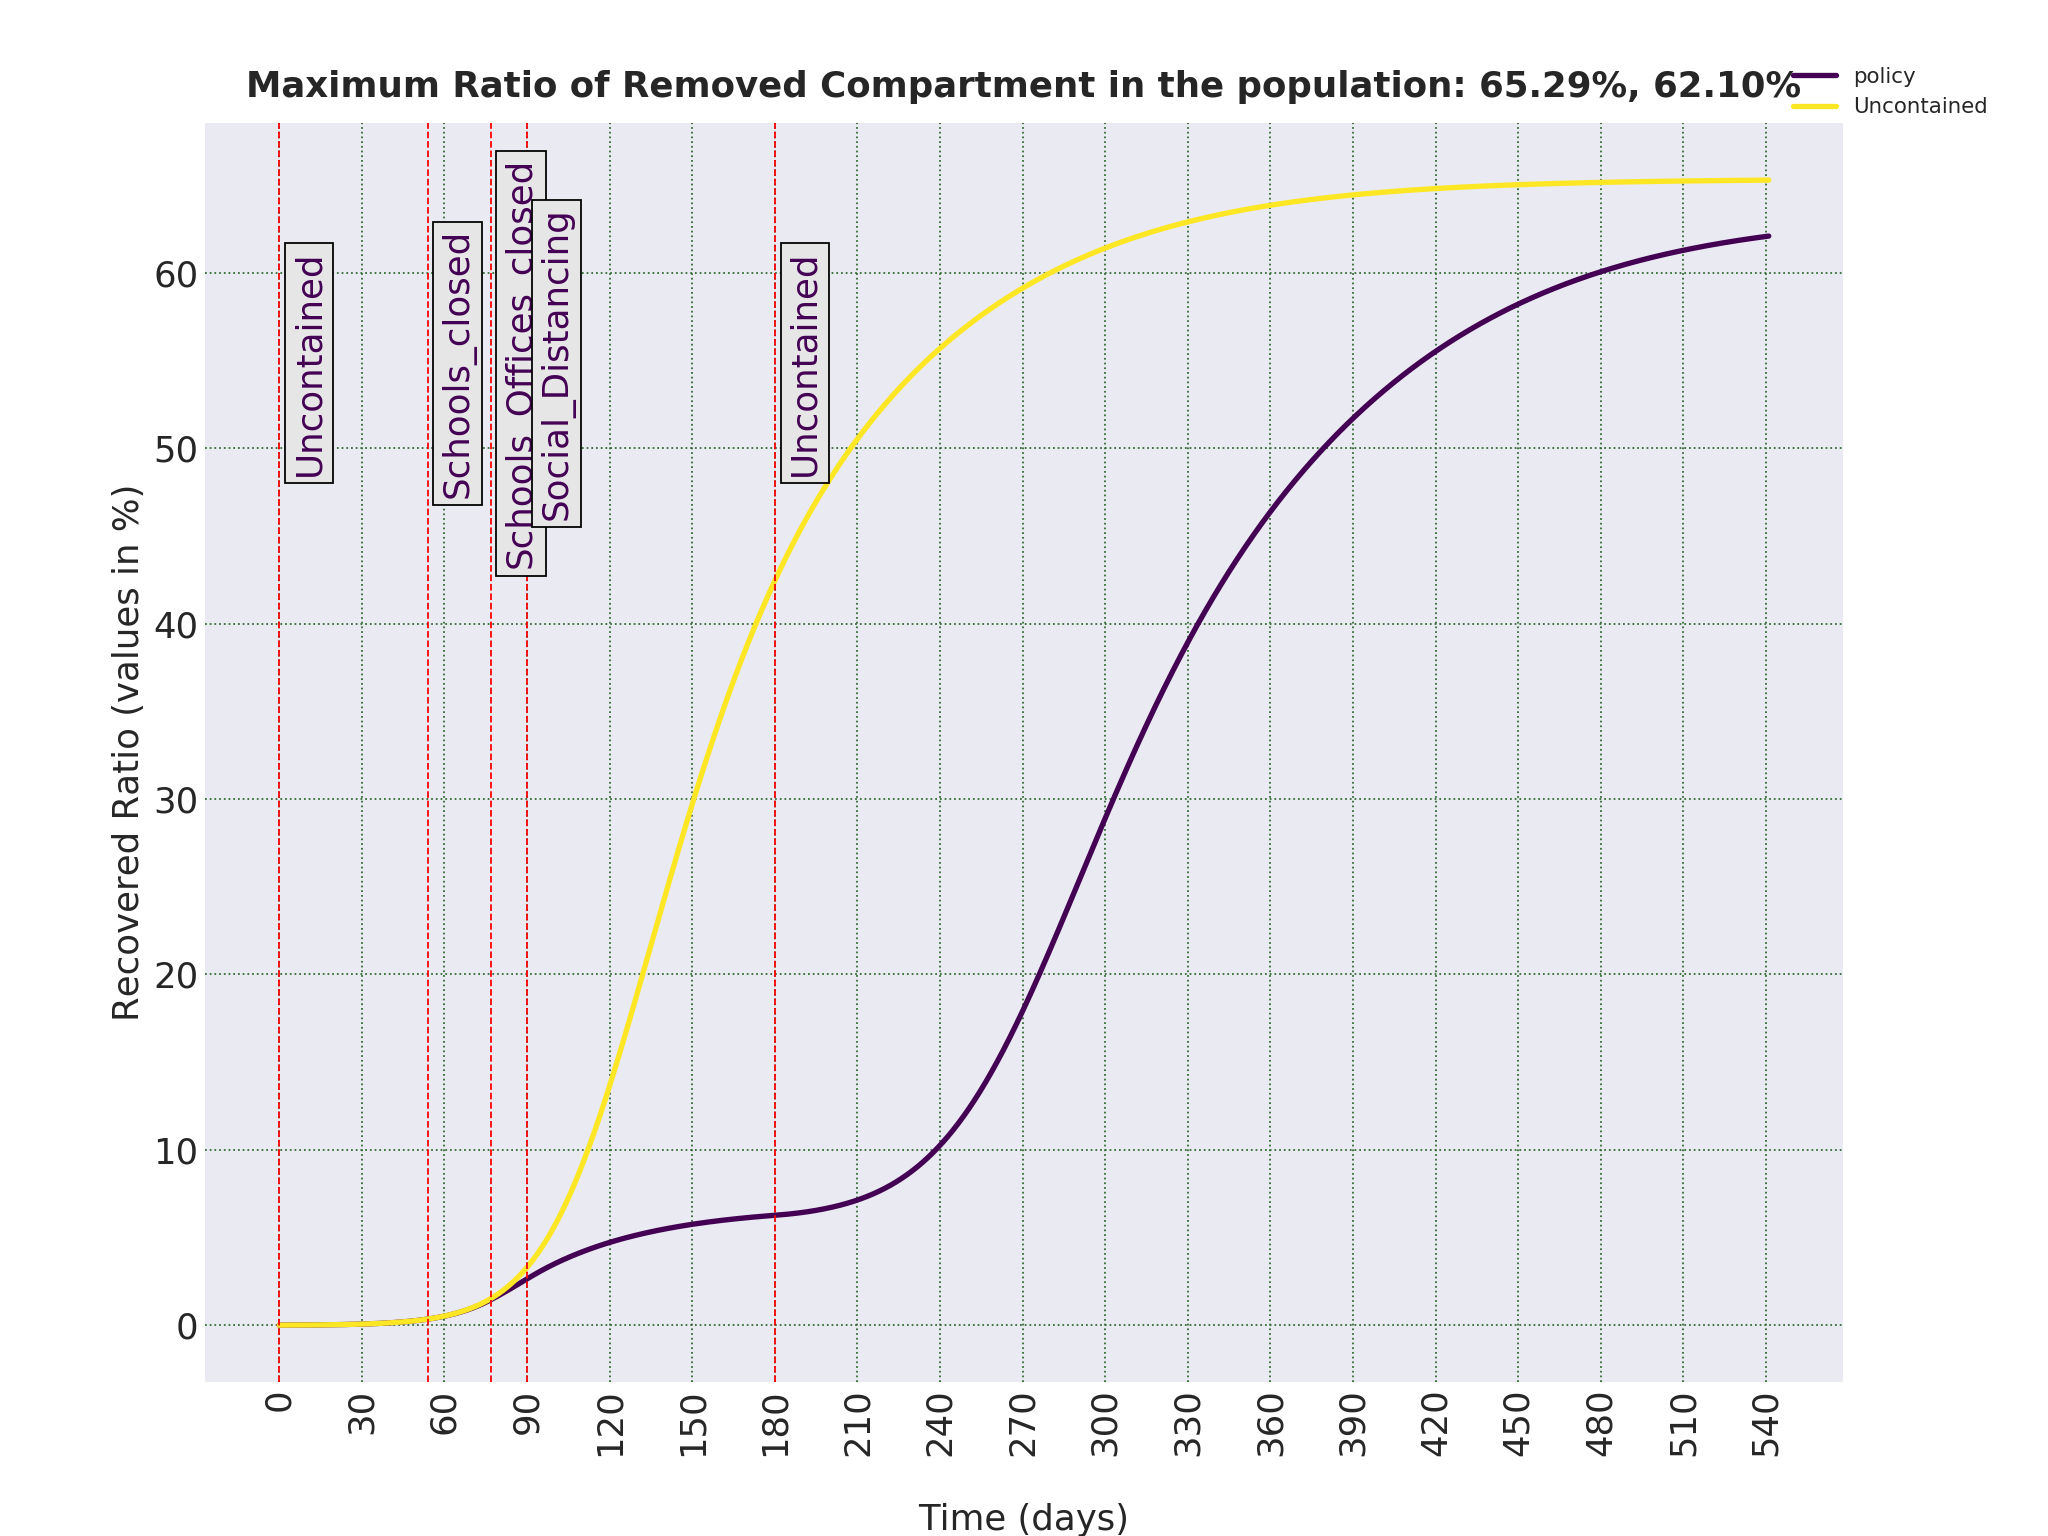 Maximum Ratio of Removed Compartment in the population: 65.29%, 62.10%
policy
Uncontained
Uncontained
Schools_closed
Schools_Offices_closed
Social_Distancing
Uncontained
Recovered Ratio (values in %)
60
50
40
30
20
10
0
0 30 60 90 120 150 180 210 240 270 300 330 360 390 420 450 480 510 540
Time (days)